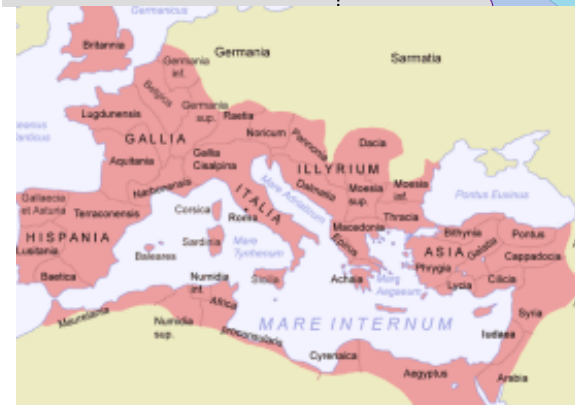 Germanicus
Britannia
Germania
Sarmatia
Germania
inf.
Belgica
Germania
sup.
Raetia
Lugdunensis
Noricum
Pannonia
Dacia
GALLIA
Gallia
Cisalpina
Aquitania
ILLYRIUM
Dalmatia
Moesia
sup.
Moesia
inf.
Narbonensis
Mare Adriaticum
Pontus Euxinus
Gallaecia
et Asturia
Terraconensis
Corsica
ITALIA
Roma
Thracia
Macedonia
Epirus
Bithynia
Pontus
HISPANIA
Lusitania
Sardinia
Mare
Tyrrhenum
ASIA
Galatia
Cappadocia
Baleares
Phrygia
Baetica
Numidia
inf.
Sicilia
Achaia
Aegaeum
Lycia
Cilicia
Africa
Mauretania
Numidia
sup.
Proconsularis
MARE INTERNUM
Syria
Iudaea
Cyrenaica
Aegyptus
Arabia